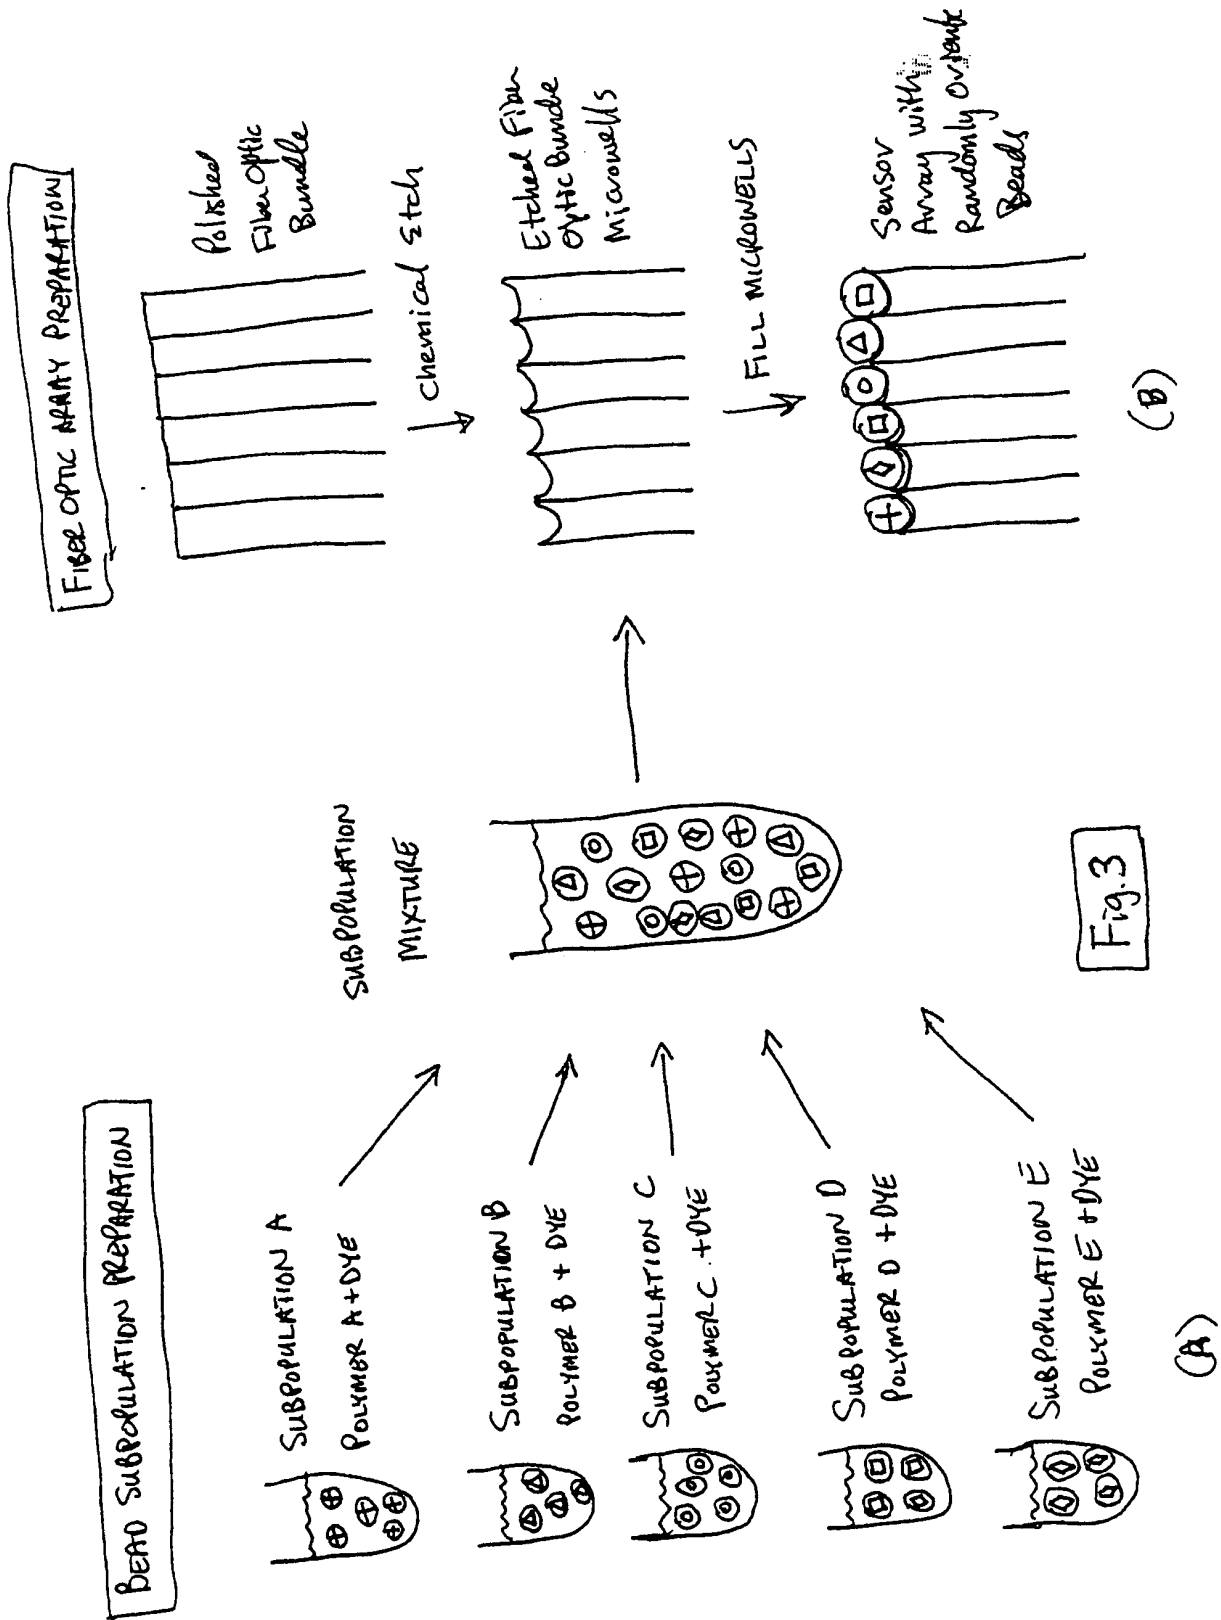 BEAD SUBPOPULATION PREPARATION
SUBPOPULATION A
POLYMER A + DYE
SUBPOPULATION B
POLYMER B + DYE
SUBPOPULATION C
POLYMER C + DYE
SUBPOPULATION D
POLYMER D + DYE
SUBPOPULATION E
POLYMER E + DYE
(A)
SUBPOPULATION
MIXTURE
Fig. 3
FIBER OPTIC ARRAY PREPARATION
Polished
Fiber Optic
Bundle
Chemical Etch
Etched Fiber
Optic Bundle
Microwells
FILL MICROWELLS
Sensor
Array with
Randomly
Beads
(B)